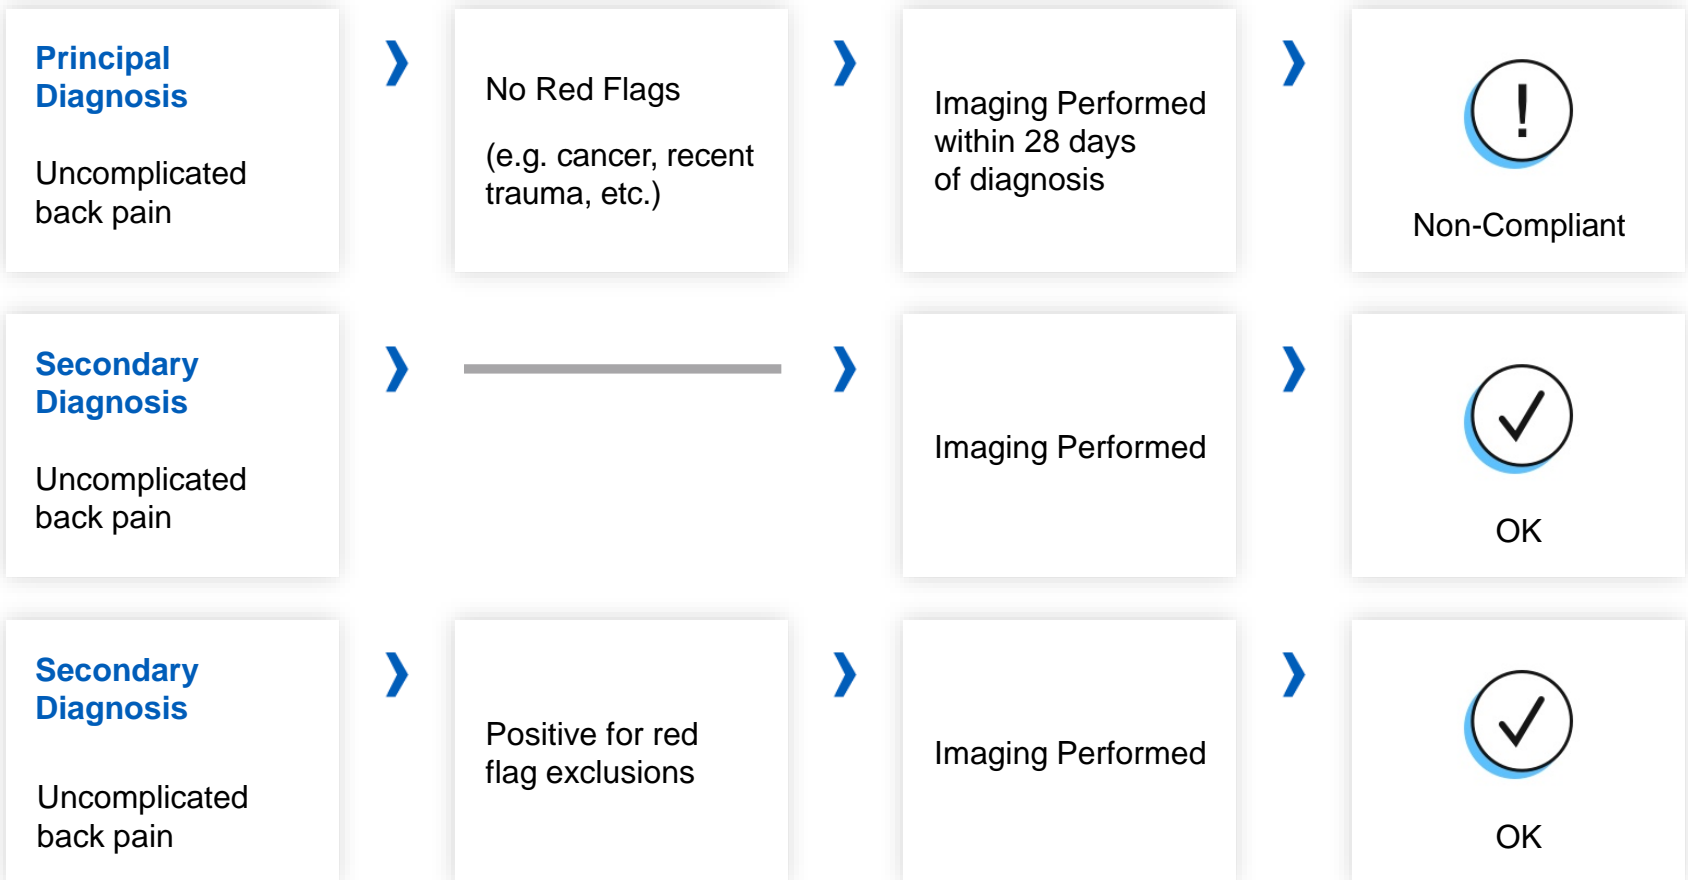 Principal
Diagnosis
Uncomplicated
back pain
No Red Flags
(e.g. cancer, recent
trauma, etc.)
Imaging Performed
within 28 days
of diagnosis
!
Non-Compliant
Secondary
Diagnosis
Uncomplicated
back pain
Imaging Performed
OK
Secondary
Diagnosis
Uncomplicated
back pain
Positive for red
flag exclusions
Imaging Performed
OK